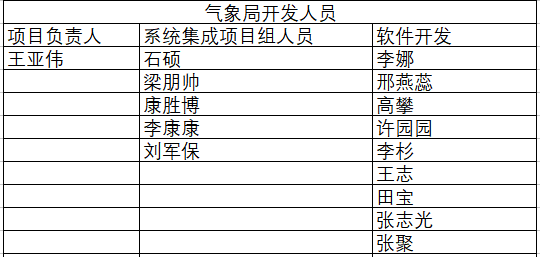 气象局开发人员
项目负责人 系统集成项目组人员 软件开发
王亚伟 石硕 李娜
梁朋帅 邢燕蕊
康胜博 高攀
李康康 许园园
刘军保 李杉
王志
田宝
张志光
张聚